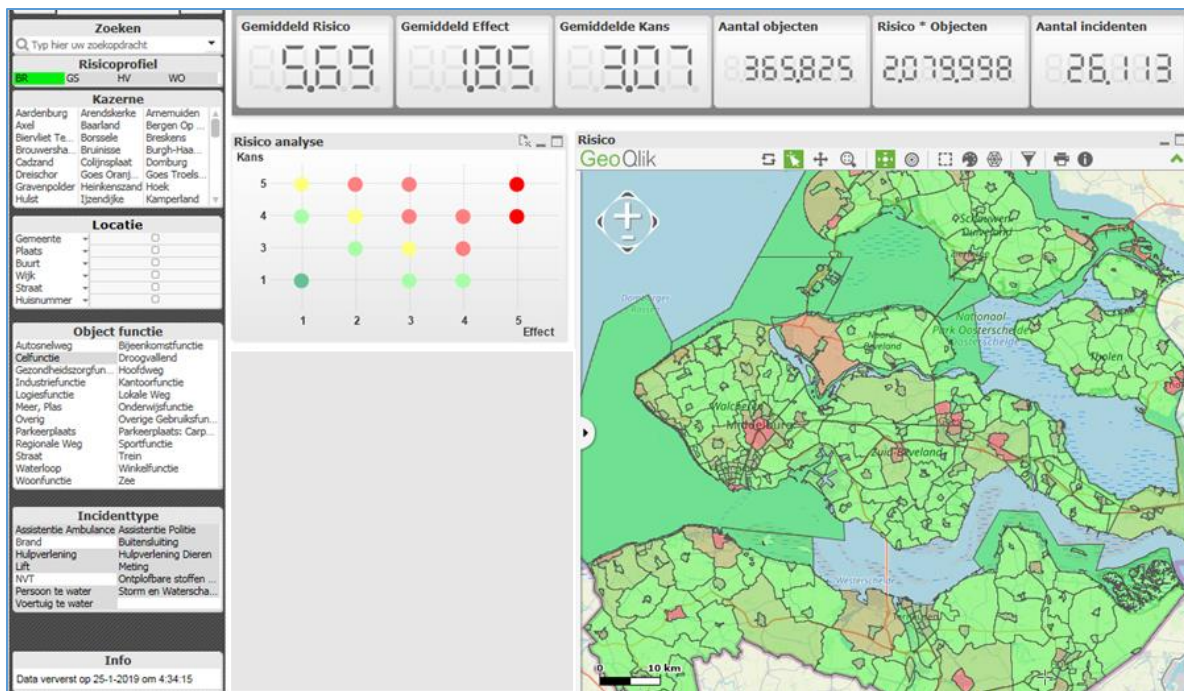 Zoeken
Typ hier uw zoekopdracht
Risicoprofiel
BR GS HV WO
Kazerne
Aardenburg Arendskerke Arnemuiden
Axel Baarland Bergen Op ...
Biervliet Te... Borssele Breskens
Brouwersha... Bruinisse Burgh-Haa...
Cadzand Colijnsplaat Domburg
Dreischor Goes Oranj... Goes Troels...
Gravenpolder Heinkenszand Hoek
Hulst Ijzendijke Kamperland
Locatie
Gemeente
Plaats
Buurt
Wijk
Straat
Huisnummer
Object functie
Autosnelweg Bijeenkomstfunctie
Celfunctie Droogvallend
Gezondheidszorgfun... Hoofdweg
Industriefunctie Kantoorfunctie
Logiesfunctie Lokale Weg
Meer, Plas Onderwijsfunctie
Overig Overige Gebruiksfun...
Parkeerplaats Parkeerplaats: Carp...
Regionale Weg Sportfunctie
Straat Trein
Waterloop Winkelfunctie
Woonfunctie Zee
Incidenttype
Assistentie Ambulance Assistentie Politie
Brand Buitensluiting
Hulpverlening Hulpverlening Dieren
Lift Meting
NVT Ontplofbare stoffen ...
Persoon te water Storm en Waterscha...
Voertuig te water
Info
Data ververst op 25-1-2019 om 4:34:15
Gemiddeld Risico Gemiddeld Effect Gemiddelde Kans Aantal objecten Risico * Objecten Aantal incidenten
5.69 1.85 3.07 365,825 2,079,998 26,113
Risico analyse
Kans
5
4
3
1
1 2 3 4 5
Effect
Risico
GeoQlik
Schouwen-
Duiveland
Nationaal
Park Oosterschelde
Oosterschelde
Noord-
Beveland
Tholen
Walcheren
Middelburg
Zuid-Beveland
Westerschelde
Terneuzen
0 10 km